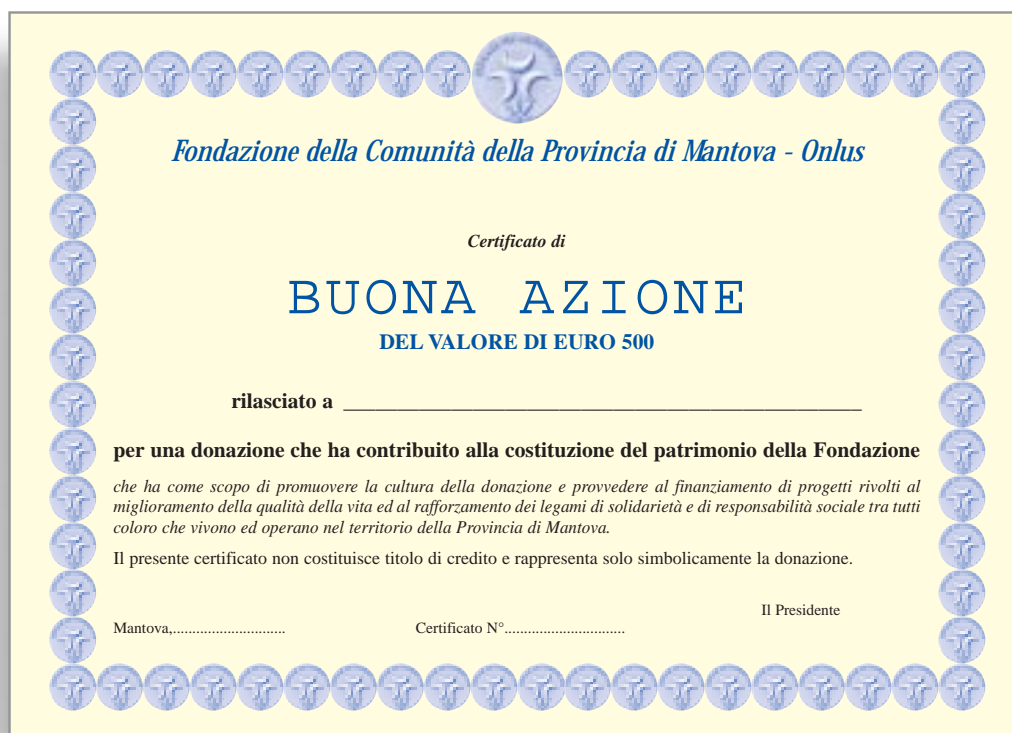 Fondazione della Comunità della Provincia di Mantova - Onlus
Certificato di
BUONA AZIONE
DEL VALORE DI EURO 500
rilasciato a ________________________________________________
per una donazione che ha contribuito alla costituzione del patrimonio della Fondazione
che ha come scopo di promuovere la cultura della donazione e provvedere al finanziamento di progetti rivolti al
miglioramento della qualità della vita ed al rafforzamento dei legami di solidarietà e di responsabilità sociale tra tutti
coloro che vivono ed operano nel territorio della Provincia di Mantova.
Il presente certificato non costituisce titolo di credito e rappresenta solo simbolicamente la donazione.
Il Presidente
Mantova,............................. Certificato N°...............................